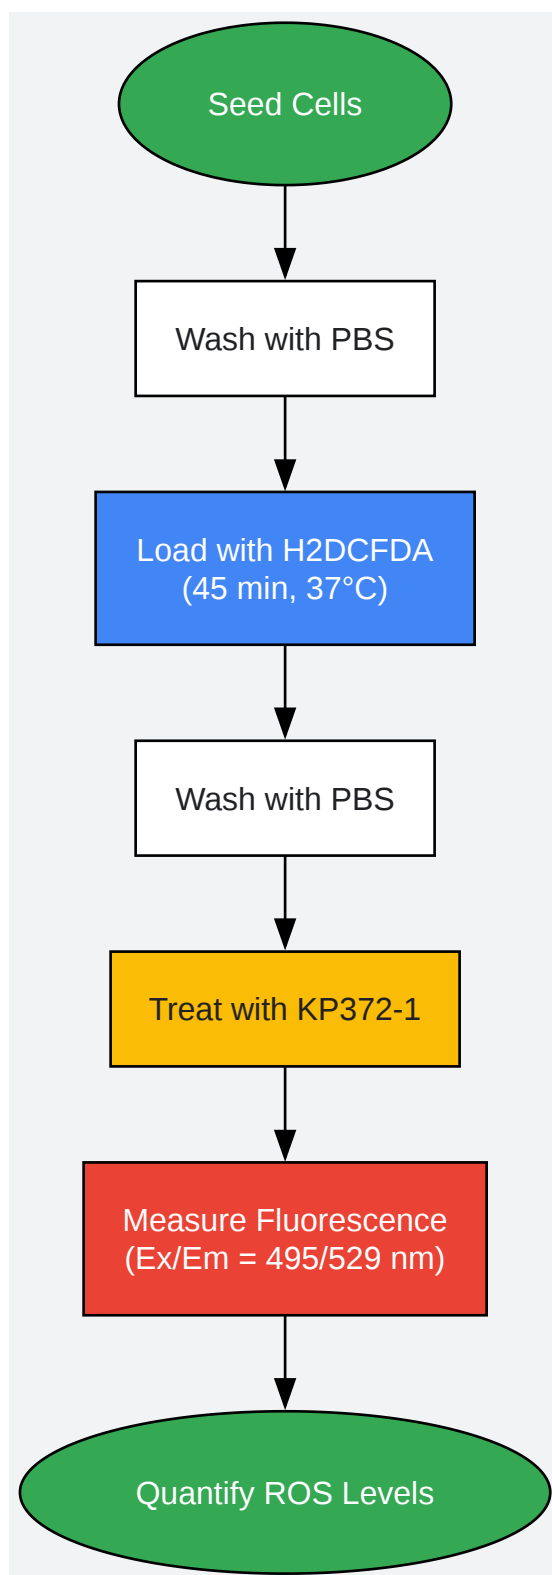 Seed Cells
Wash with PBS
Load with H2DCFDA
(45 min, 37°C)
Wash with PBS
Treat with KP372-1
Measure Fluorescence
(Ex/Em = 495/529 nm)
Quantify ROS Levels